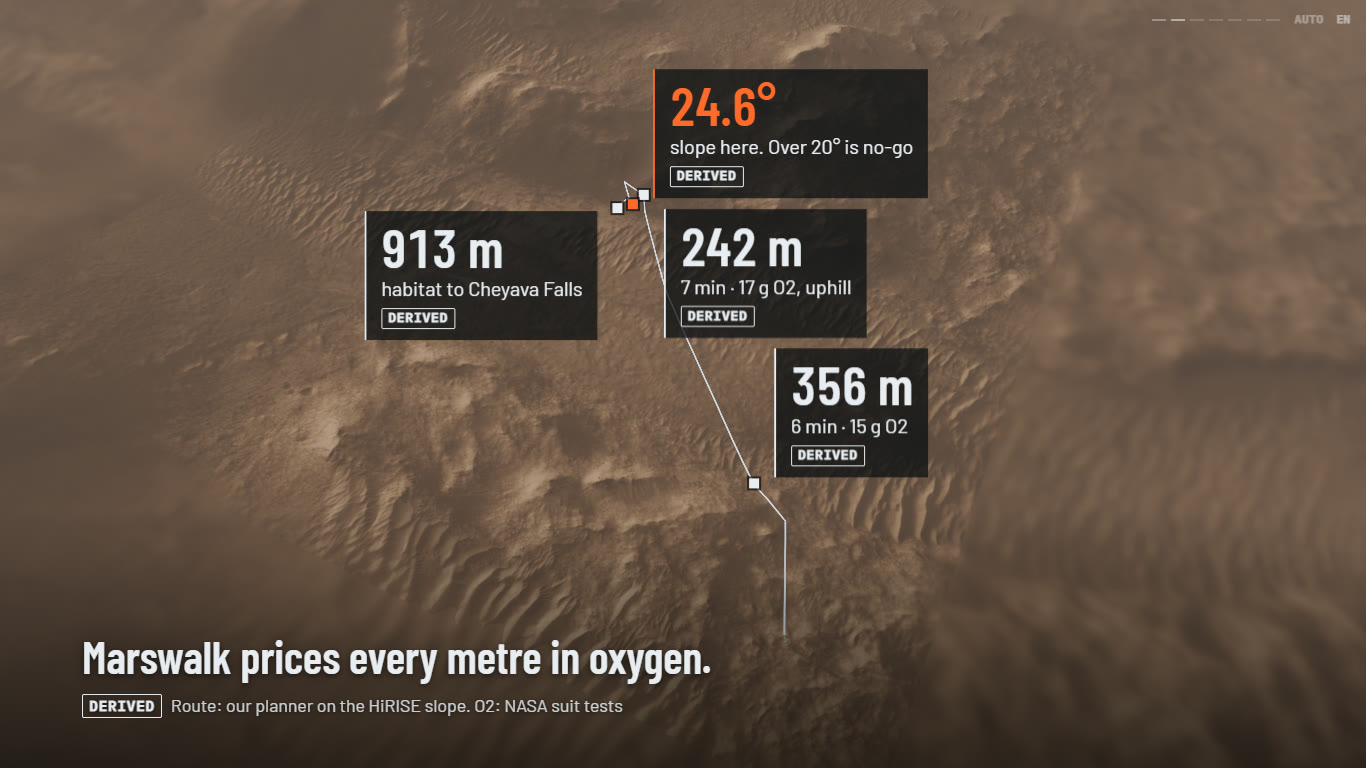 AUTO EN
24.6°
slope here. Over 20° is no-go
DERIVED
913 m
habitat to Cheyava Falls
DERIVED
242 m
7 min · 17 g O2, uphill
DERIVED
356 m
6 min · 15 g O2
DERIVED
Marswalk prices every metre in oxygen.
DERIVED Route: our planner on the HiRISE slope. O2: NASA suit tests